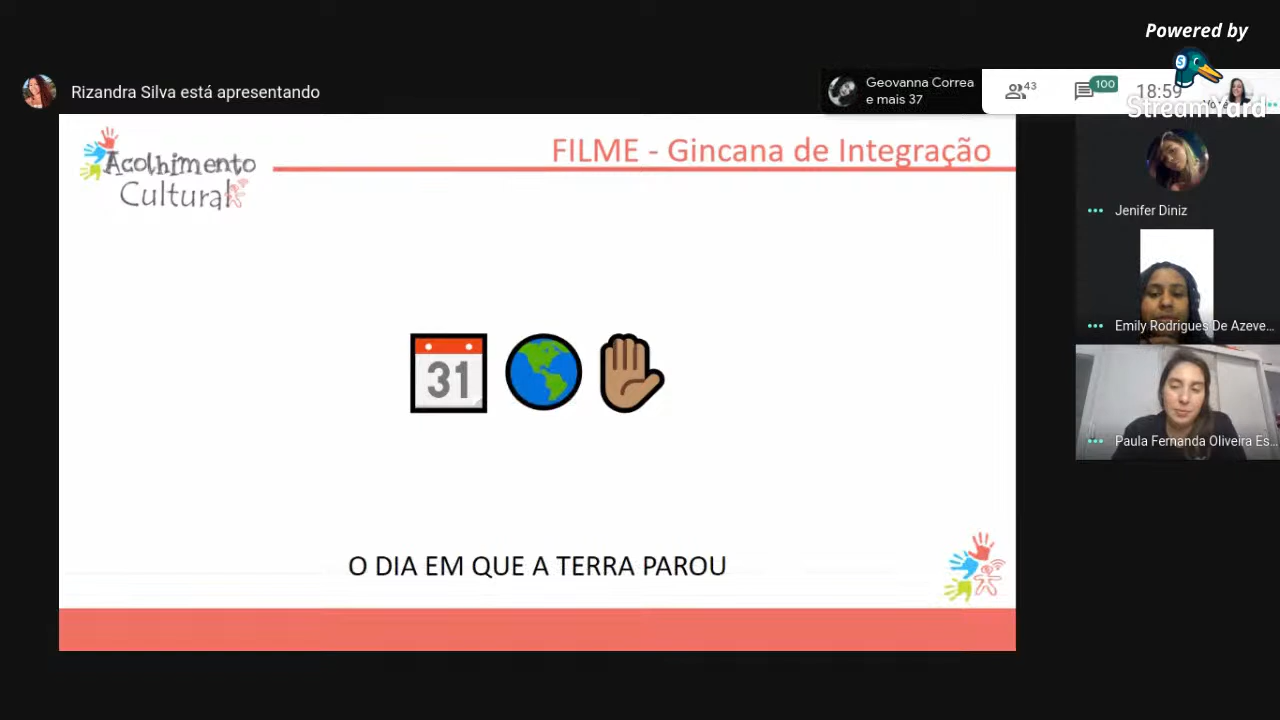 Powered by
StreamYard
Rizandra Silva está apresentando
Geovanna Correa
e mais 37
43
100
18:59
Acolhimento
Cultural
FILME - Gincana de Integração
31
O DIA EM QUE A TERRA PAROU
Jenifer Diniz
Emily Rodrigues De Azeve...
Paula Fernanda Oliveira Es...